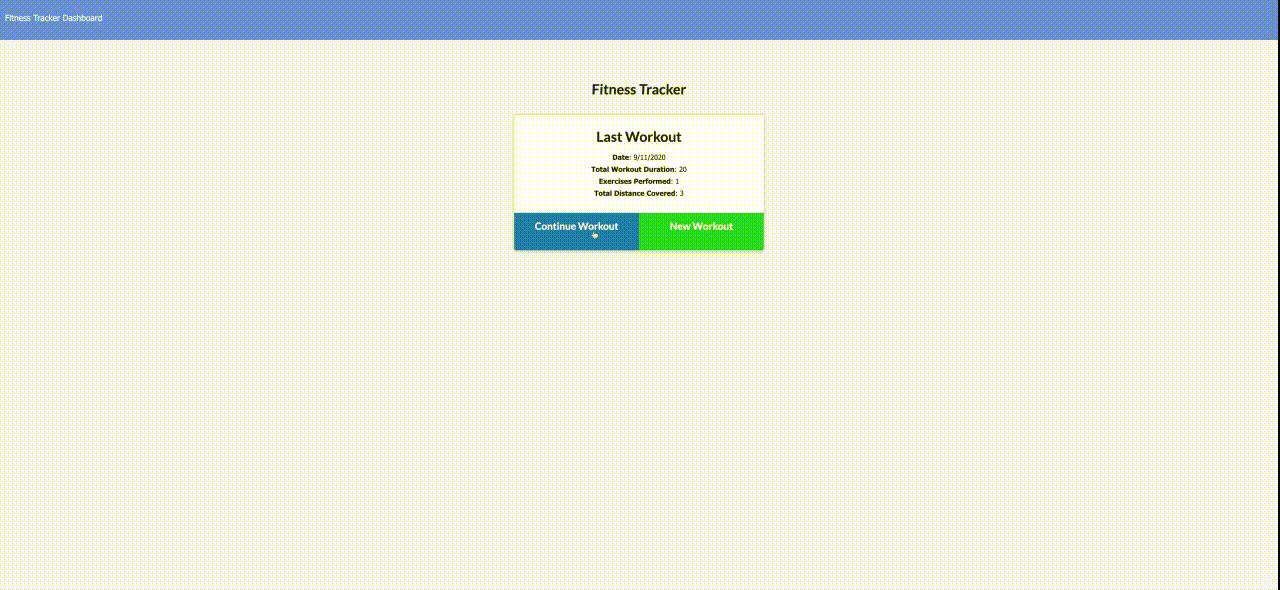 Fitness Tracker Dashboard
Fitness Tracker
Last Workout
Date: 9/11/2020
Total Workout Duration: 20
Exercises Performed: 1
Total Distance Covered: 3
Continue Workout New Workout